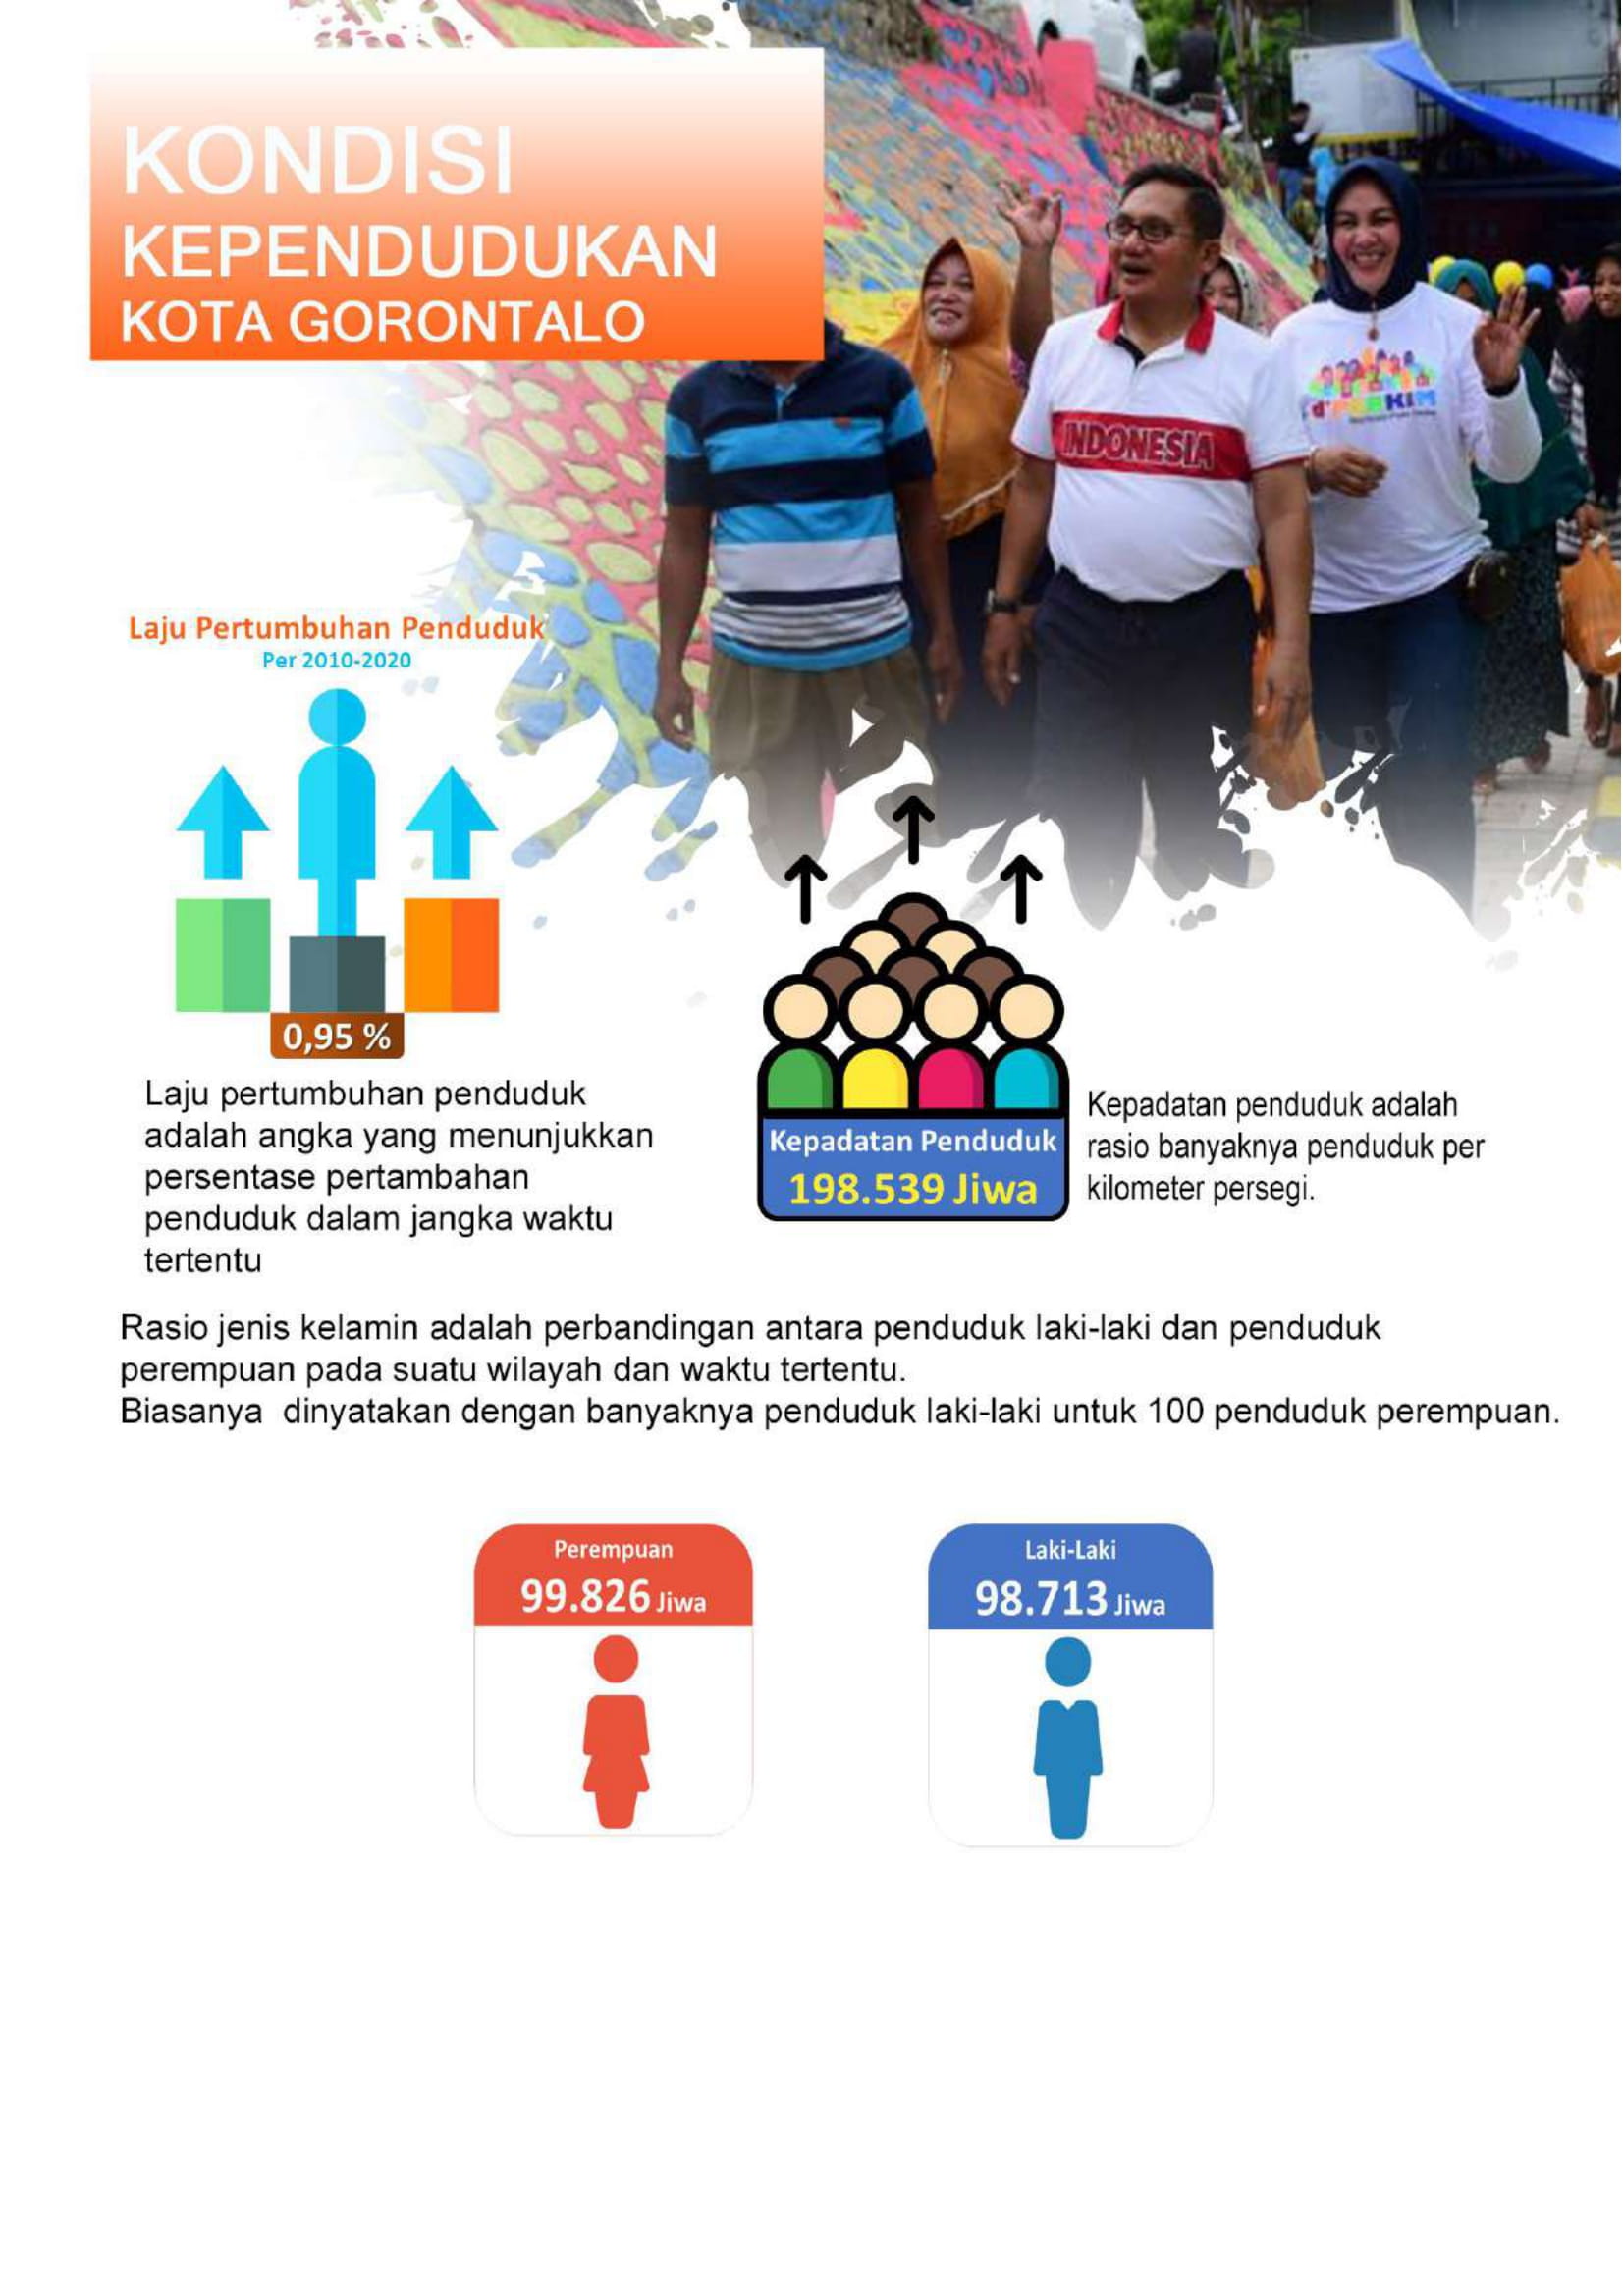 KONDISI
KEPENDUDUKAN
KOTA GORONTALO
INDONESIA
Laju Pertumbuhan Penduduk
Per 2010-2020
0,95 %
Laju pertumbuhan penduduk
adalah angka yang menunjukkan
persentase pertambahan
penduduk dalam jangka waktu
tertentu
Kepadatan Penduduk
198.539 Jiwa
Kepadatan penduduk adalah
rasio banyaknya penduduk per
kilometer persegi.
Rasio jenis kelamin adalah perbandingan antara penduduk laki-laki dan penduduk
perempuan pada suatu wilayah dan waktu tertentu.
Biasanya dinyatakan dengan banyaknya penduduk laki-laki untuk 100 penduduk perempuan.
Perempuan
99.826 Jiwa
Laki-Laki
98.713 Jiwa